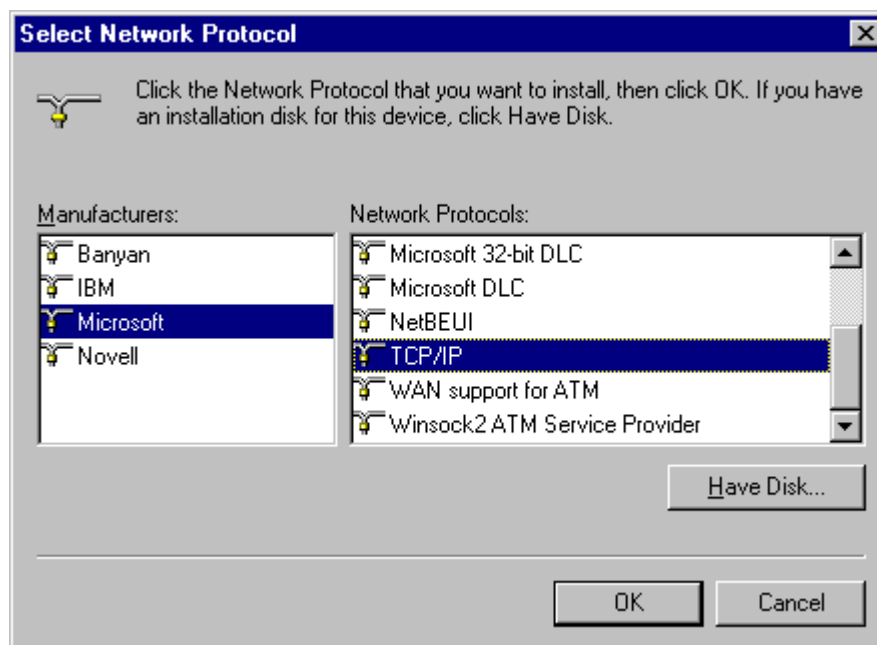 Select Network Protocol
Click the Network Protocol that you want to install, then click OK. If you have
an installation disk for this device, click Have Disk.
Manufacturers:
Banyan
IBM
Microsoft
Novell
Network Protocols:
Microsoft 32-bit DLC
Microsoft DLC
NetBEUI
TCP/IP
WAN support for ATM
Winsock2 ATM Service Provider
Have Disk...
OK
Cancel